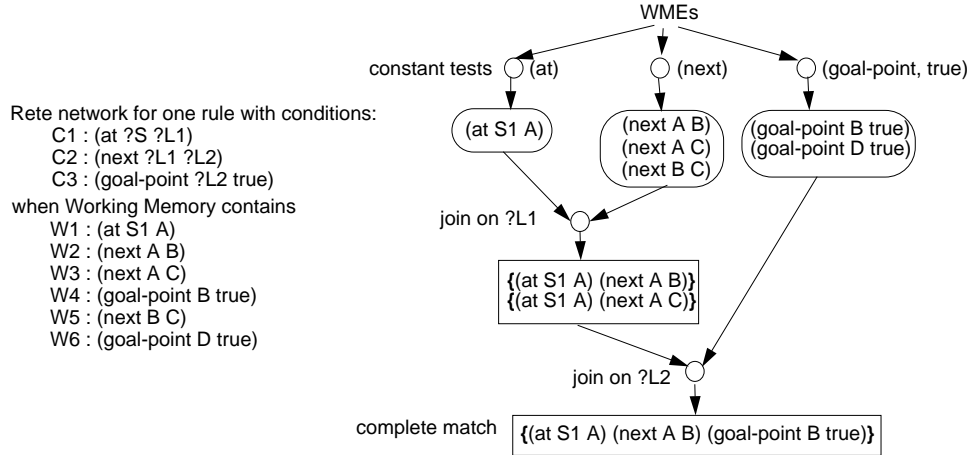 WMEs
constant tests (at) (next) (goal-point, true)
Rete network for one rule with conditions:
C1 : (at ?S ?L1)
C2 : (next ?L1 ?L2)
C3 : (goal-point ?L2 true)
when Working Memory contains
W1 : (at S1 A)
W2 : (next A B)
W3 : (next A C)
W4 : (goal-point B true)
W5 : (next B C)
W6 : (goal-point D true)
(at S1 A)
(next A B)
(next A C)
(next B C)
(goal-point B true)
(goal-point D true)
join on ?L1
{(at S1 A) (next A B)}
{(at S1 A) (next A C)}
join on ?L2
complete match
{(at S1 A) (next A B) (goal-point B true)}